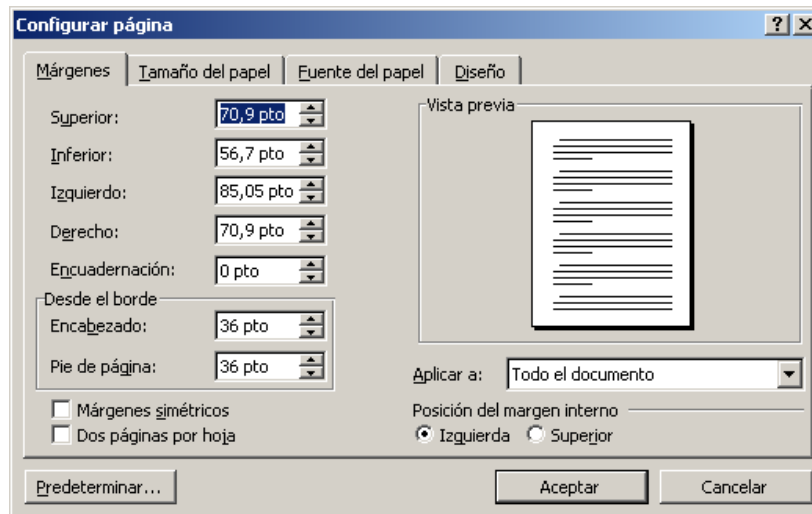 Configurar página
Márgenes
Tamaño del papel
Fuente del papel
Diseño
Superior: 70,9 pto
Inferior: 56,7 pto
Izquierdo: 85,05 pto
Derecho: 70,9 pto
Encuadernación: 0 pto
Desde el borde
Encabezado: 36 pto
Pie de página: 36 pto
Márgenes simétricos
Dos páginas por hoja
Vista previa
Aplicar a: Todo el documento
Posición del margen interno
Izquierda Superior
Predeterminar...
Aceptar
Cancelar